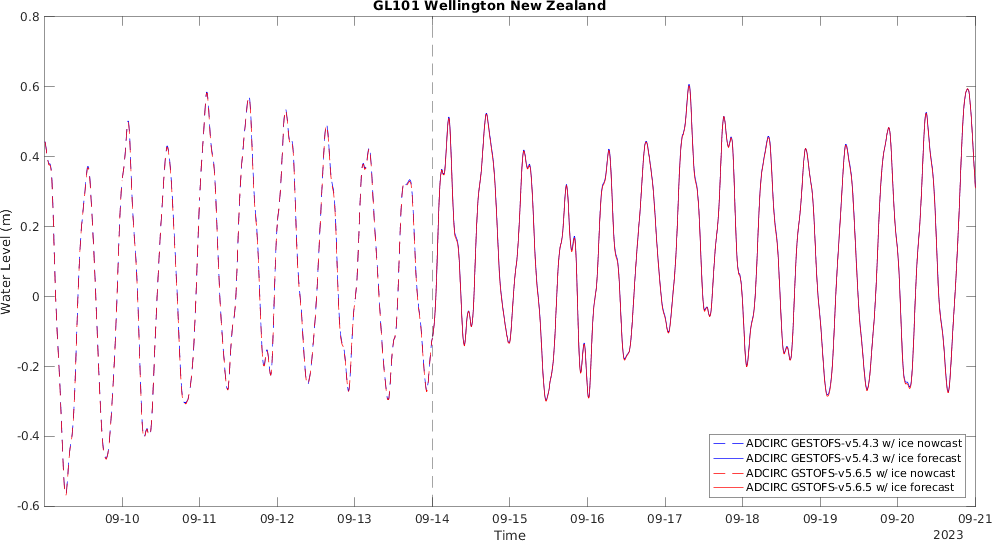 GL101 Wellington New Zealand
Water Level (m)
0.8
0.6
0.4
0.2
0
-0.2
-0.4
-0.6
ADCIRC GESTOFS-v5.4.3 w/ ice nowcast
ADCIRC GESTOFS-v5.4.3 w/ ice forecast
ADCIRC GSTOFS-v5.6.5 w/ ice nowcast
ADCIRC GSTOFS-v5.6.5 w/ ice forecast
09-10 09-11 09-12 09-13 09-14 09-15 09-16 09-17 09-18 09-19 09-20 09-21
Time
2023